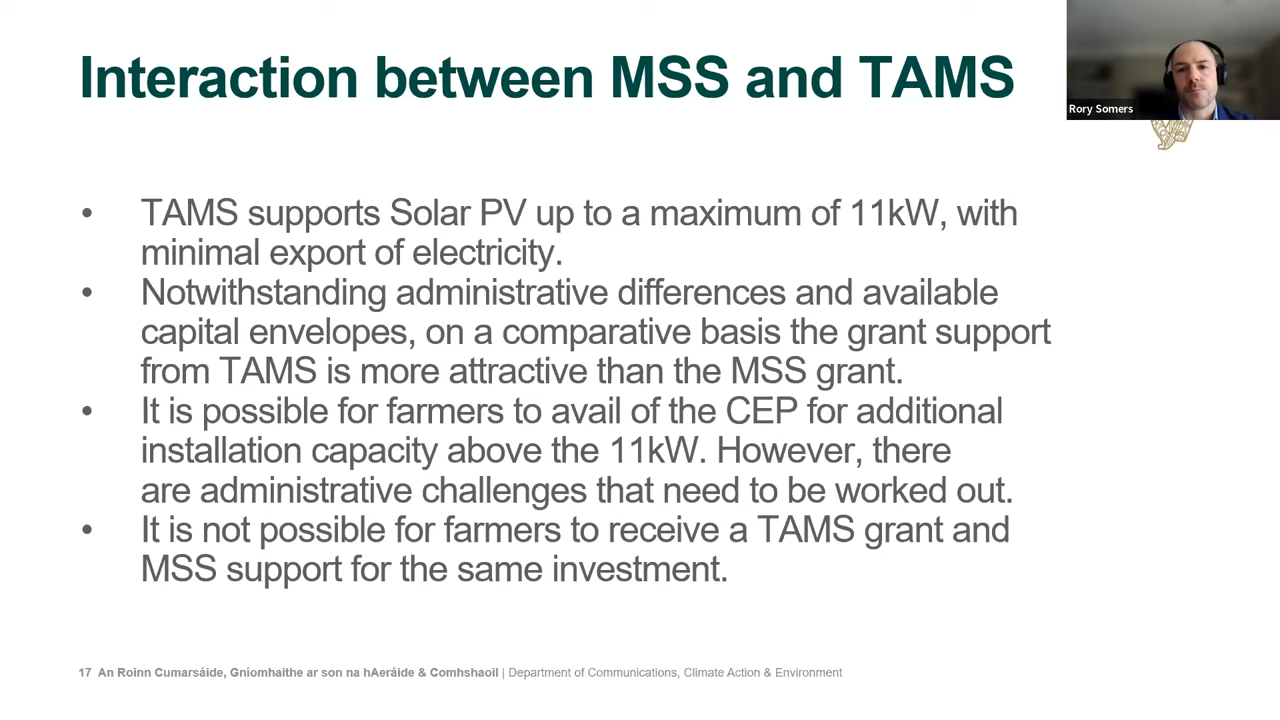 Interaction between MSS and TAMS
Rory Somers
• TAMS supports Solar PV up to a maximum of 11kW, with
minimal export of electricity.
• Notwithstanding administrative differences and available
capital envelopes, on a comparative basis the grant support
from TAMS is more attractive than the MSS grant.
• It is possible for farmers to avail of the CEP for additional
installation capacity above the 11kW. However, there
are administrative challenges that need to be worked out.
• It is not possible for farmers to receive a TAMS grant and
MSS support for the same investment.
17 An Roinn Cumarsáide, Gníomhaithe ar son na hAeráide & Comhshaoil | Department of Communications, Climate Action & Environment